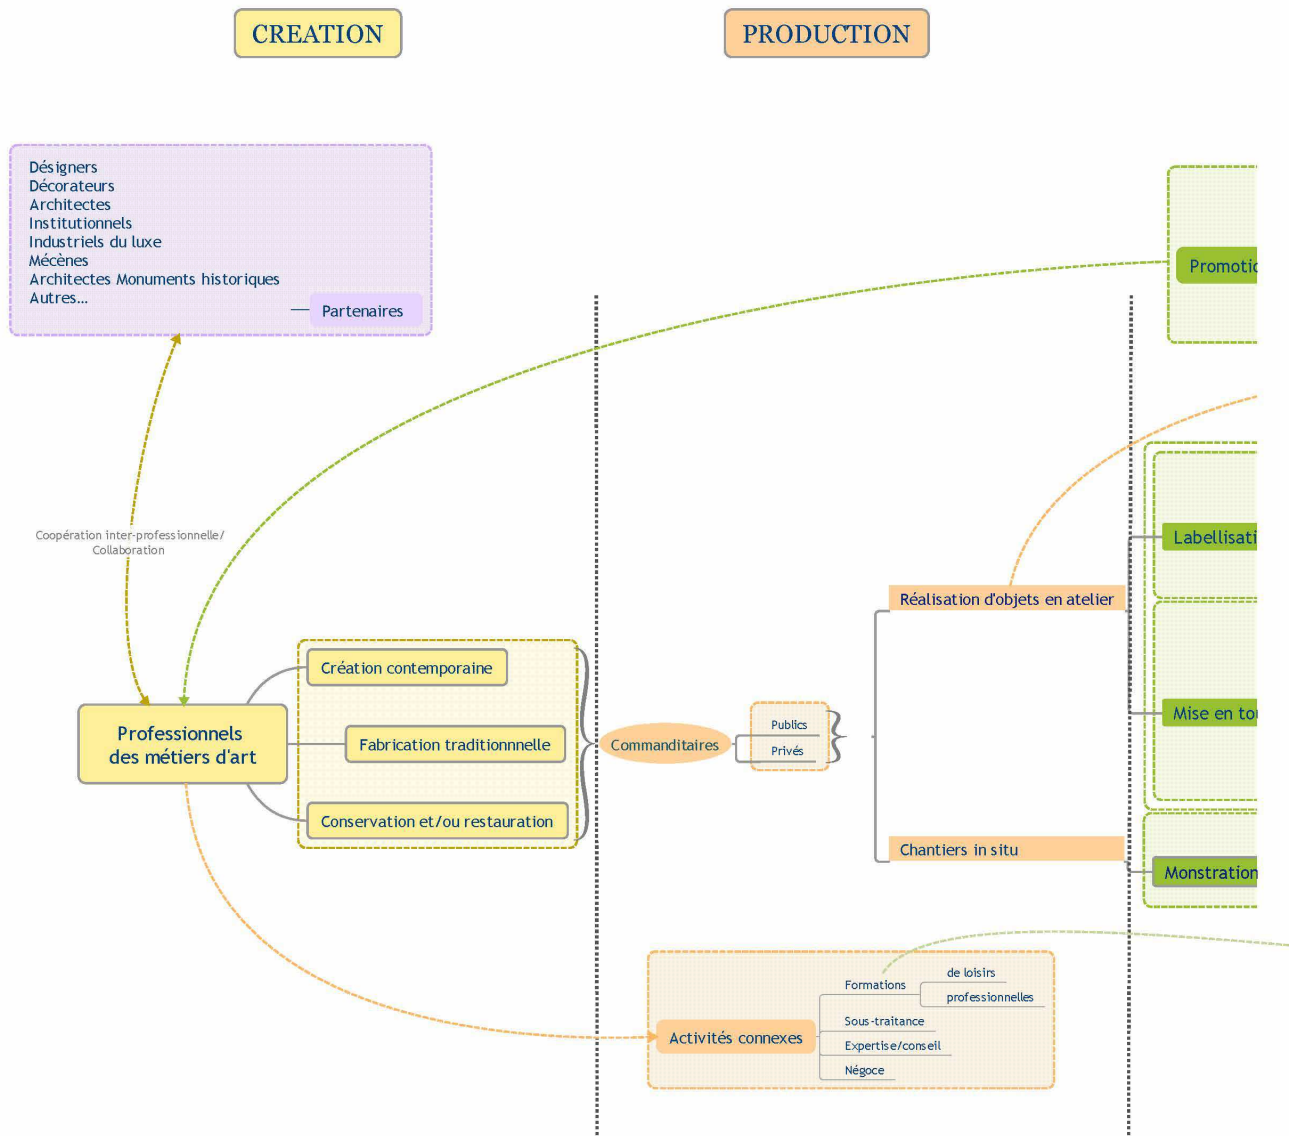 CREATION
PRODUCTION
Désigners
Décorateurs
Architectes
Institutionnels
Industriels du luxe
Mécènes
Architectes Monuments historiques
Autres...
Partenaires
Promotic
Coopération inter-professionnelle/
Collaboration
Labellisati
Réalisation d'objets en atelier
Création contemporaine
Professionnels
des métiers d'art
Fabrication traditionnnelle
Commanditaires
Publics
Privés
Mise en tou
Conservation et/ou restauration
Chantiers in situ
Monstration
Activités connexes
Formations
de loisirs
professionnelles
Sous-traitance
Expertise/conseil
Négoce